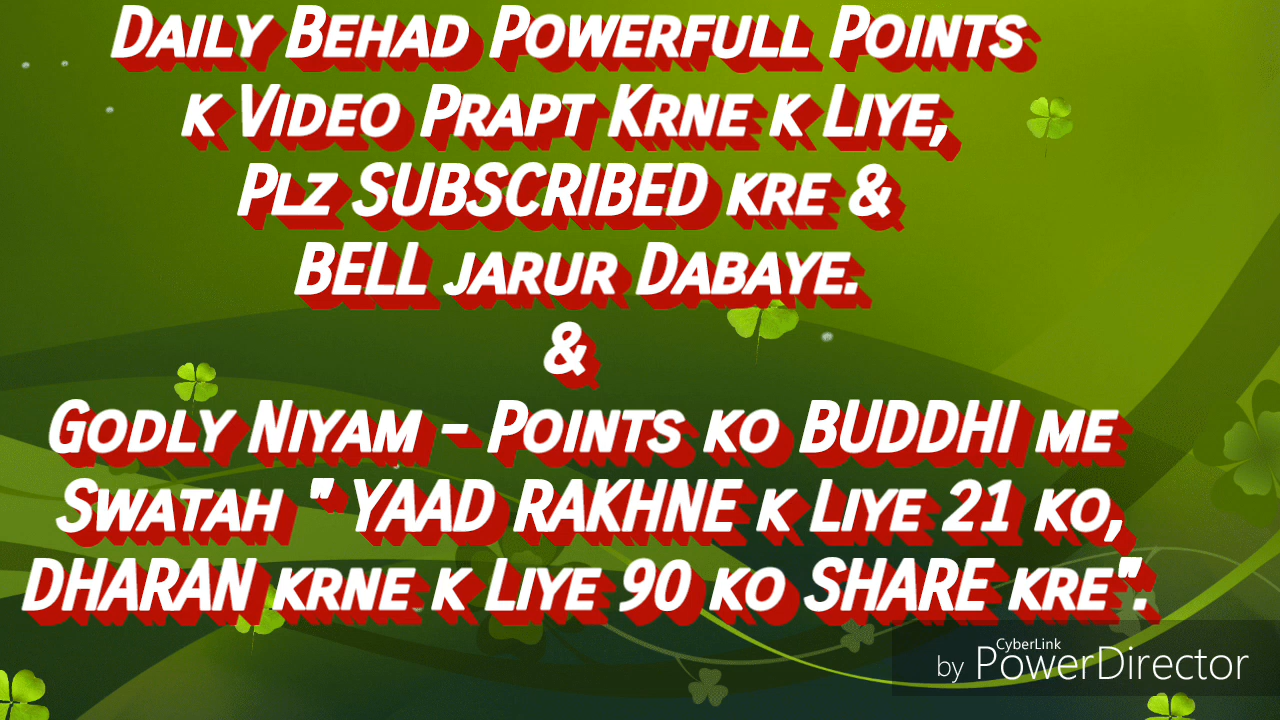 Daily Behad Powerfull Points
k Video Prapt Krne k Liye,
Plz SUBSCRIBED kre &
BELL jarur Dabaye.
&
Godly Niyam - Points ko BUDDHI me
Swatah " YAAD RAKHNE k Liye 21 ko,
DHARAN krne k Liye 90 ko SHARE kre".
CyberLink
by PowerDirector